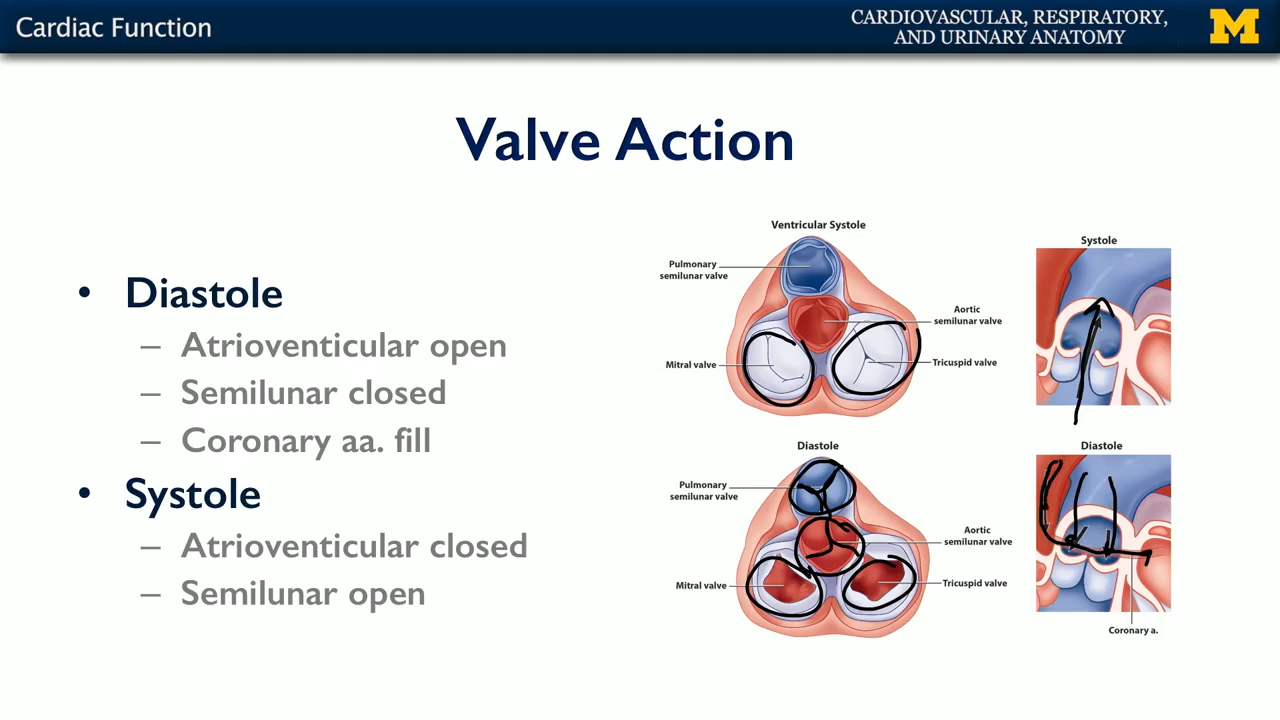 Cardiac Function
CARDIOVASCULAR, RESPIRATORY,
AND URINARY ANATOMY
M
Valve Action
• Diastole
– Atrioventicular open
– Semilunar closed
– Coronary aa. fill
• Systole
– Atrioventicular closed
– Semilunar open
Ventricular Systole
Pulmonary
semilunar valve
Aortic
semilunar valve
Mitral valve
Tricuspid valve
Systole
Diastole
Pulmonary
semilunar valve
Aortic
semilunar valve
Mitral valve
Tricuspid valve
Diastole
Coronary a.